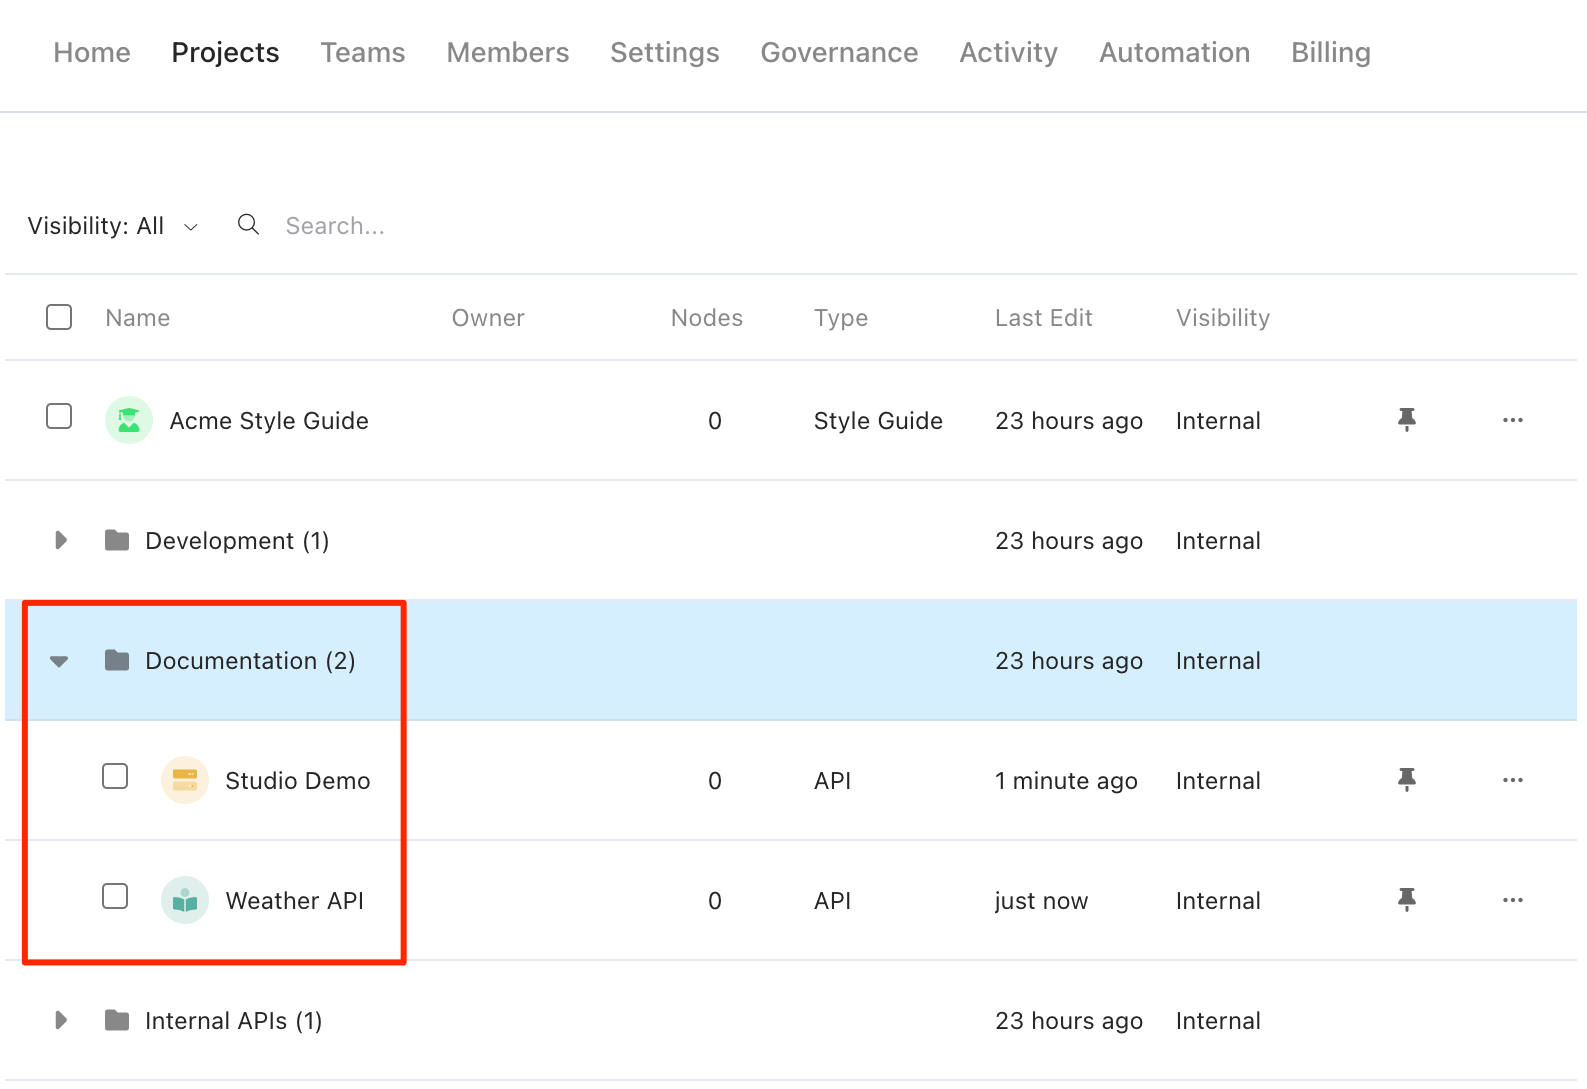 Home Projects Teams Members Settings Governance Activity Automation Billing
Visibility: All Search...
Name Owner Nodes Type Last Edit Visibility
Acme Style Guide 0 Style Guide 23 hours ago Internal
Development (1) 23 hours ago Internal
Documentation (2) 23 hours ago Internal
Studio Demo 0 API 1 minute ago Internal
Weather API 0 API just now Internal
Internal APIs (1) 23 hours ago Internal